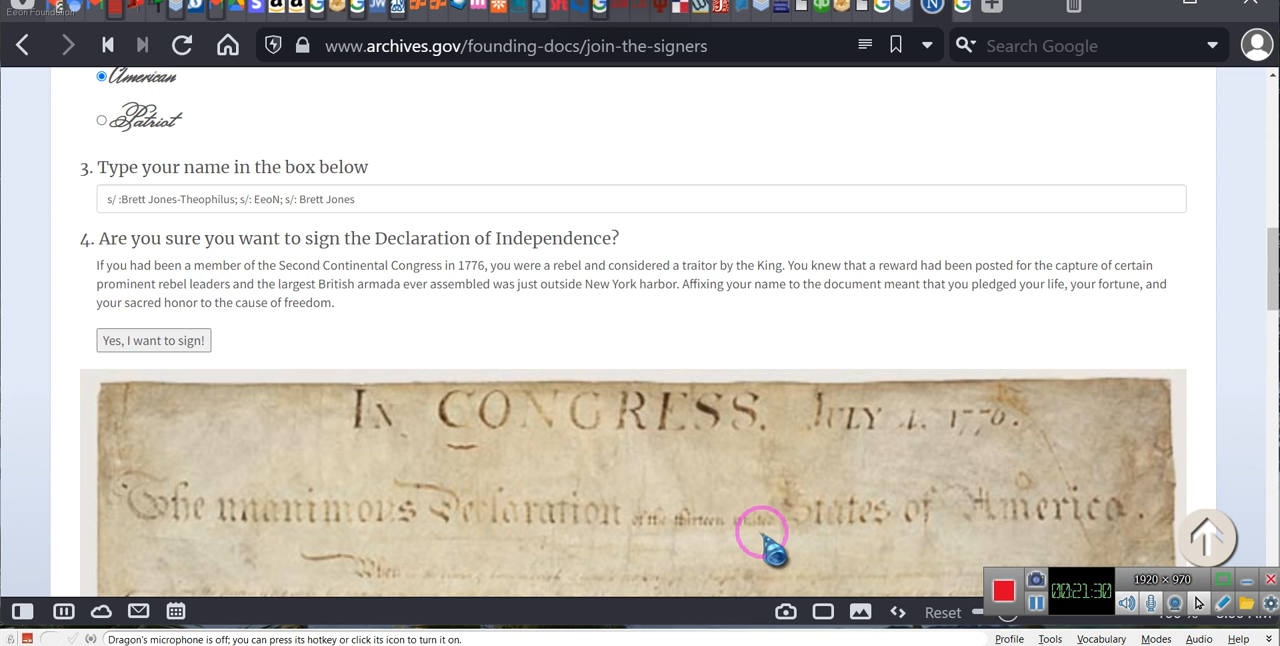 Eeon Foundation
www.archives.gov/founding-docs/join-the-signers
Search Google
American
Patriot
3. Type your name in the box below
s/ :Brett Jones-Theophilus; s/: EeoN; s/: Brett Jones
4. Are you sure you want to sign the Declaration of Independence?
If you had been a member of the Second Continental Congress in 1776, you were a rebel and considered a traitor by the King. You knew that a reward had been posted for the capture of certain
prominent rebel leaders and the largest British armada ever assembled was just outside New York harbor. Affixing your name to the document meant that you pledged your life, your fortune, and
your sacred honor to the cause of freedom.
Yes, I want to sign!
In CONGRESS. July 4, 1776.
The unanimous Declaration of the thirteen united States of America.
When
1920 × 970
00:21:30
Reset
Dragon's microphone is off; you can press its hotkey or click its icon to turn it on.
Profile Tools Vocabulary Modes Audio Help